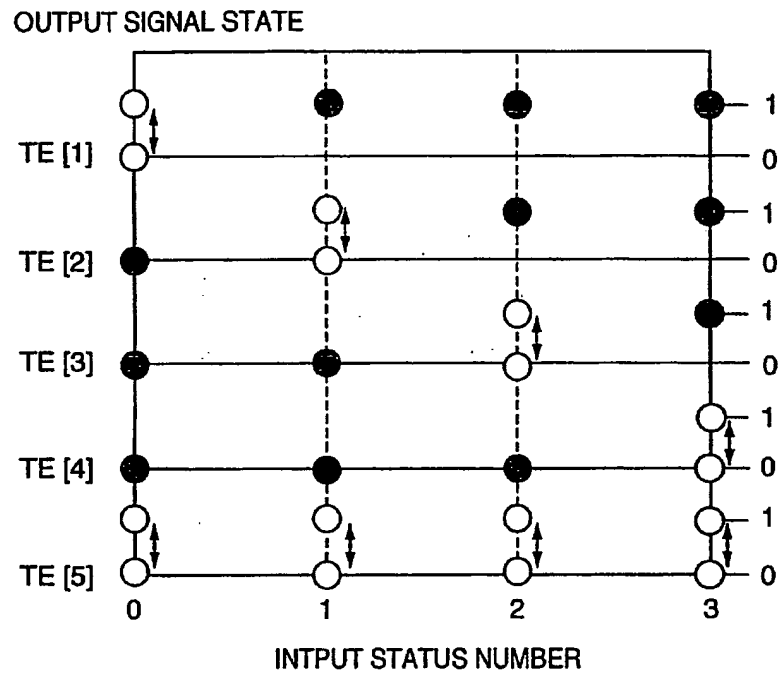 OUTPUT SIGNAL STATE
1
TE [1] 0
1
TE [2] 0
1
TE [3] 0
1
TE [4] 0
1
TE [5] 0
0 1 2 3
INTPUT STATUS NUMBER